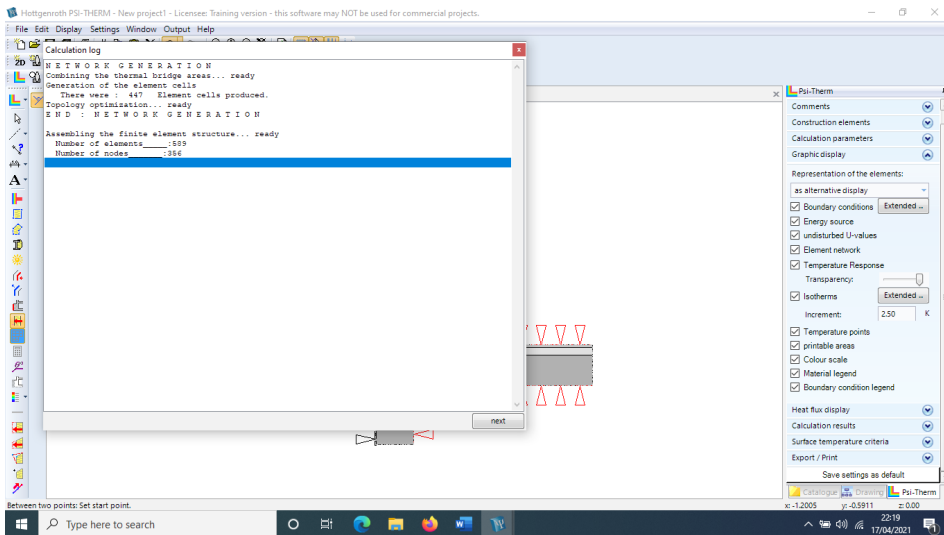 Hottgenroth PSI-THERM - New project1 - Licensee: Training version - this software may NOT be used for commercial projects.
File Edit Display Settings Window Output Help
Calculation log
x
2D
N E T W O R K   G E N E R A T I O N
Combining the thermal bridge areas... ready
Generation of the element cells
There were : 447 Element cells produced.
Topology optimization... ready
E N D : N E T W O R K   G E N E R A T I O N
Assembling the finite element structure... ready
Number of elements_____:589
Number of nodes_______:356
next
A
Psi-Therm
Comments
Construction elements
Calculation parameters
Graphic display
Representation of the elements:
as alternative display
Boundary conditions Extended ...
Energy source
undisturbed U-values
Element network
Temperature Response
Transparency:
Isotherms Extended ...
Increment: 2.50 K
Temperature points
printable areas
Colour scale
Material legend
Boundary condition legend
Heat flux display
Calculation results
Surface temperature criteria
Export / Print
Save settings as default
Catalogue Drawing Psi-Therm
Between two points: Set start point.
x: -1.2005 y: -0.5911 z: 0.00
Type here to search
22:19
17/04/2021